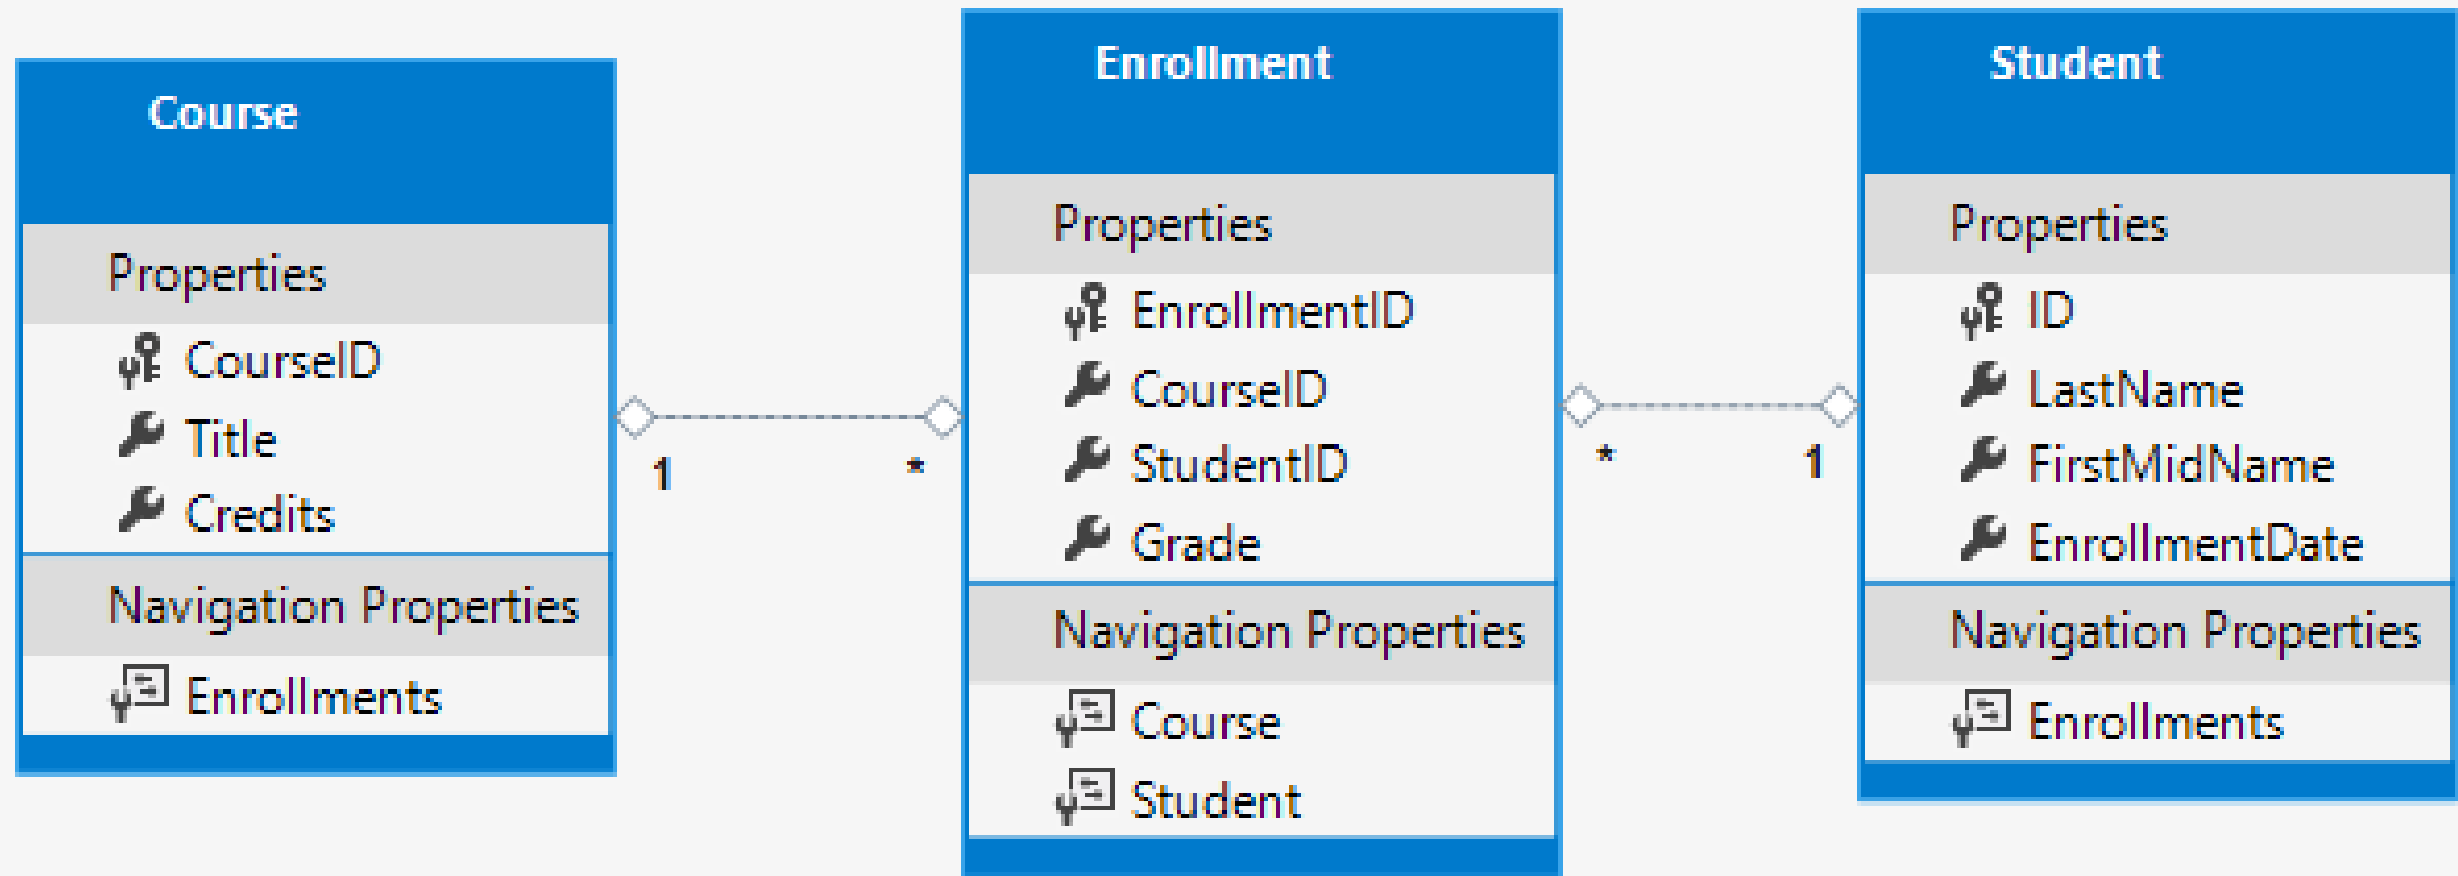 Course
Properties
CourseID
Title
Credits
Navigation Properties
Enrollments
1
*
Enrollment
Properties
EnrollmentID
CourseID
StudentID
Grade
Navigation Properties
Course
Student
*
1
Student
Properties
ID
LastName
FirstMidName
EnrollmentDate
Navigation Properties
Enrollments